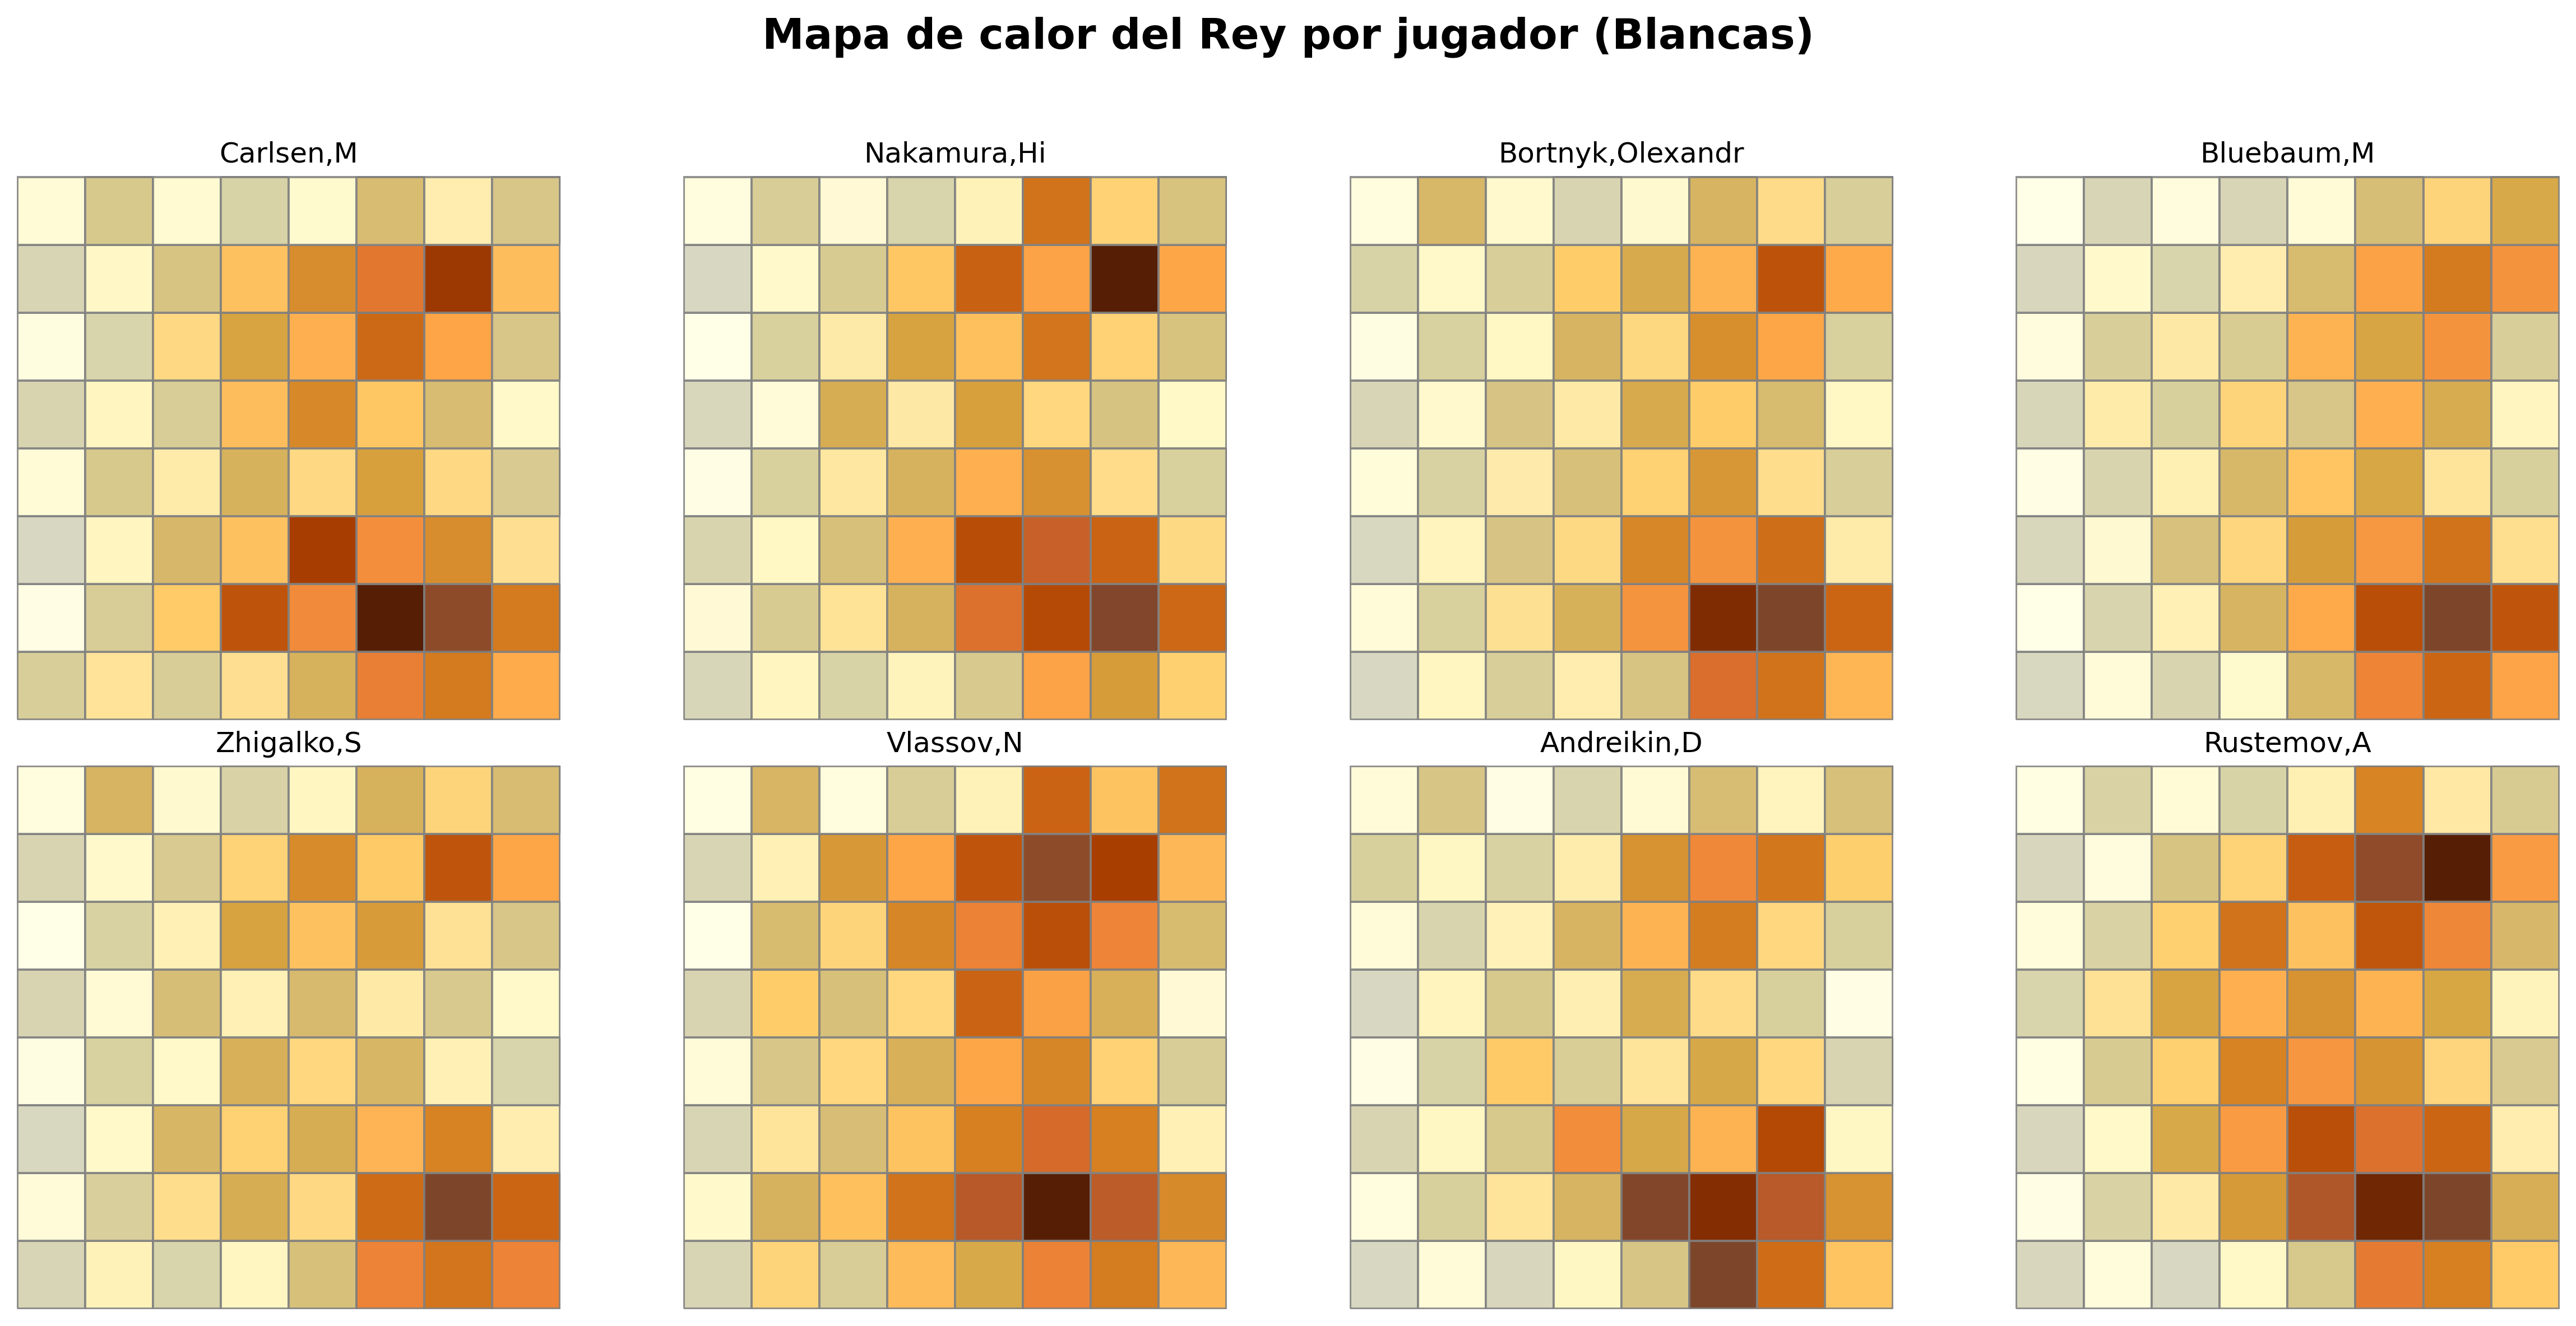 Mapa de calor del Rey por jugador (Blancas)
Carlsen,M
Nakamura,Hi
Bortnyk,Olexandr
Bluebaum,M
Zhigalko,S
Vlassov,N
Andreikin,D
Rustemov,A